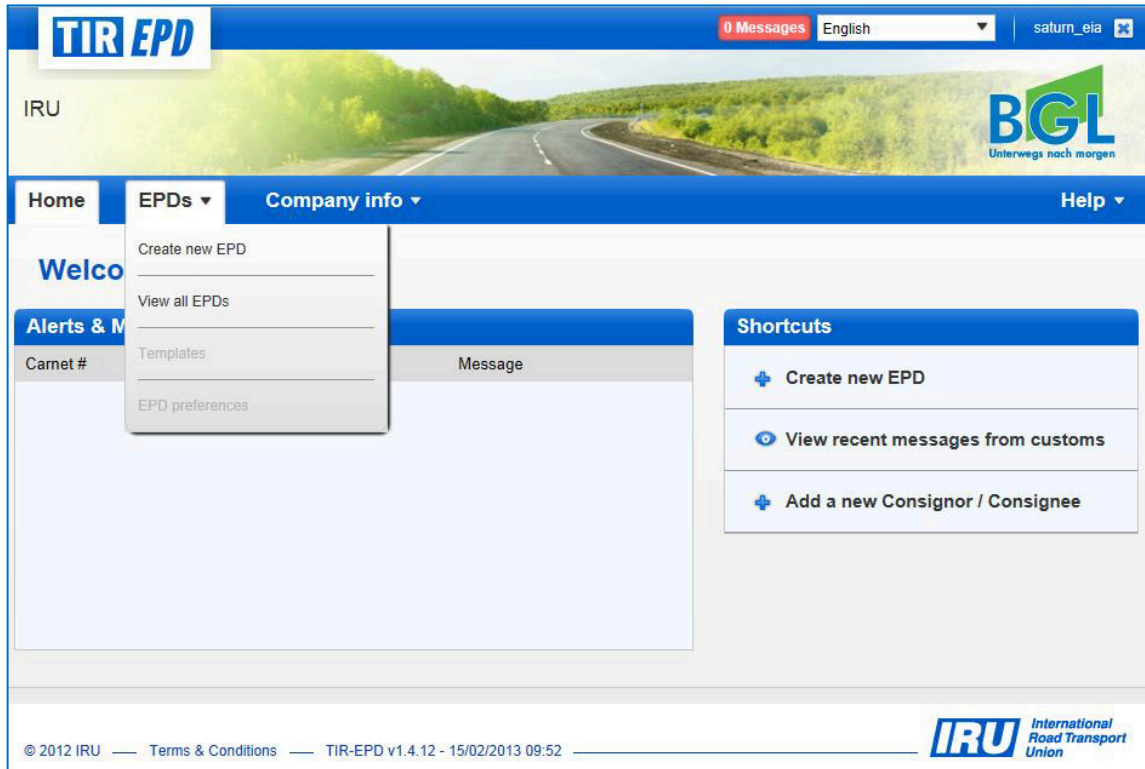 TIR EPD
0 Messages
English
saturn_eia
IRU
BGL
Unterwegs nach morgen
Home
EPDs
Company info
Help
Create new EPD
View all EPDs
Templates
EPD preferences
Welco
Alerts & M
Carnet #
Message
Shortcuts
Create new EPD
View recent messages from customs
Add a new Consignor / Consignee
© 2012 IRU
Terms & Conditions
TIR-EPD v1.4.12 - 15/02/2013 09:52
IRU
International
Road Transport
Union